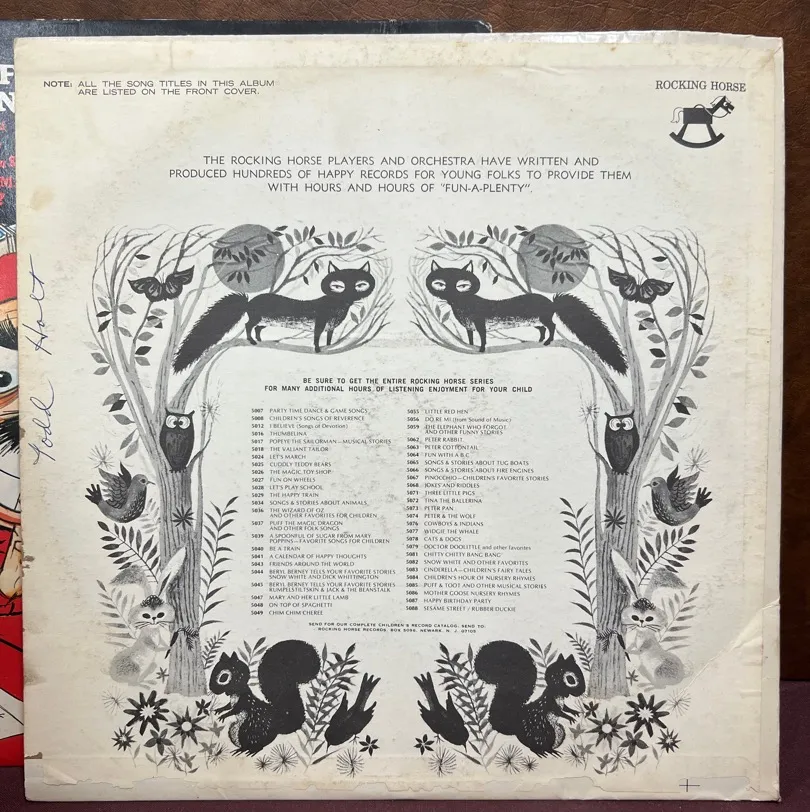 NOTE: ALL THE SONG TITLES IN THIS ALBUM
ARE LISTED ON THE FRONT COVER.
ROCKING HORSE
THE ROCKING HORSE PLAYERS AND ORCHESTRA HAVE WRITTEN AND
PRODUCED HUNDREDS OF HAPPY RECORDS FOR YOUNG FOLKS TO PROVIDE THEM
WITH HOURS AND HOURS OF "FUN-A-PLENTY".
Todd Holt
BE SURE TO GET THE ENTIRE ROCKING HORSE SERIES
FOR MANY ADDITIONAL HOURS OF LISTENING ENJOYMENT FOR YOUR CHILD
5007 PARTY TIME DANCE & GAME SONGS
5008 CHILDREN'S SONGS OF REVERENCE
5012 I BELIEVE (Songs of Devotion)
5016 THUMBELINA
5017 POPEYE THE SAILORMAN—MUSICAL STORIES
5018 THE VALIANT TAILOR
5024 LET'S MARCH
5025 CUDDLY TEDDY BEARS
5026 THE MAGIC TOY SHOP
5027 FUN ON WHEELS
5028 LET'S PLAY SCHOOL
5029 THE HAPPY TRAIN
5034 SONGS & STORIES ABOUT ANIMALS
5036 THE WIZARD OF OZ
AND OTHER FAVORITES FOR CHILDREN
5037 PUFF THE MAGIC DRAGON
AND OTHER FOLK SONGS
5039 A SPOONFUL OF SUGAR FROM MARY
POPPINS—FAVORITE SONGS FOR CHILDREN
5040 BE A TRAIN
5041 A CALENDAR OF HAPPY THOUGHTS
5043 FRIENDS AROUND THE WORLD
5044 BERYL BERNEY TELLS YOUR FAVORITE STORIES
SNOW WHITE AND DICK WHITTINGTON
5045 BERYL BERNEY TELLS YOUR FAVORITE STORIES
RUMPELSTILTSKIN & JACK & THE BEANSTALK
5047 MARY AND HER LITTLE LAMB
5048 ON TOP OF SPAGHETTI
5049 CHIM CHIM CHEREE
5055 LITTLE RED HEN
5056 DO RE MI (from Sound of Music)
5059 THE ELEPHANT WHO FORGOT
AND OTHER FUNNY STORIES
5062 PETER RABBIT
5063 PETER COTTONTAIL
5064 FUN WITH A B C
5065 SONGS & STORIES ABOUT TUG BOATS
5066 SONGS & STORIES ABOUT FIRE ENGINES
5067 PINOCCHIO—CHILDREN'S FAVORITE STORIES
5068 JOKES AND RIDDLES
5071 THREE LITTLE PIGS
5072 TINA THE BALLERINA
5073 PETER PAN
5074 PETER & THE WOLF
5076 COWBOYS & INDIANS
5077 WIDGIE THE WHALE
5078 CATS & DOGS
5079 DOCTOR DOOLITTLE and other Favorites
5081 CHITTY CHITTY BANG BANG
5082 SNOW WHITE AND OTHER FAVORITES
5083 CINDERELLA—CHILDREN'S FAIRY TALES
5084 CHILDREN'S HOUR OF NURSERY RHYMES
5085 PUFF & TOOT AND OTHER MUSICAL STORIES
5086 MOTHER GOOSE NURSERY RHYMES
5087 HAPPY BIRTHDAY PARTY
5088 SESAME STREET / RUBBER DUCKIE
SEND FOR OUR COMPLETE CHILDREN'S RECORD CATALOG. SEND TO:
ROCKING HORSE RECORDS, BOX 5096, NEWARK, N. J. 07105